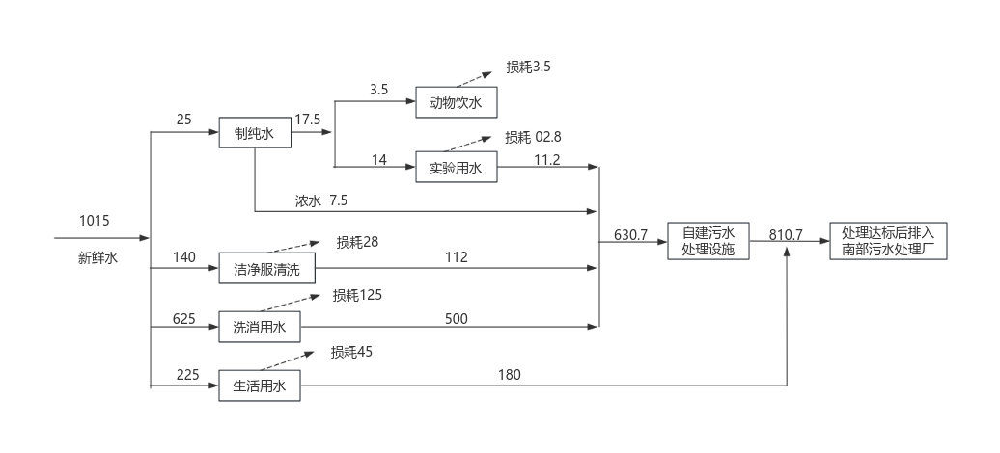 损耗3.5
3.5
动物饮水
25
制纯水
17.5
损耗 02.8
14
实验用水
11.2
浓水 7.5
1015
新鲜水
630.7
自建污水
处理设施
810.7
处理达标后排入
南部污水处理厂
损耗28
140
洁净服清洗
112
损耗125
625
洗消用水
500
损耗45
225
生活用水
180